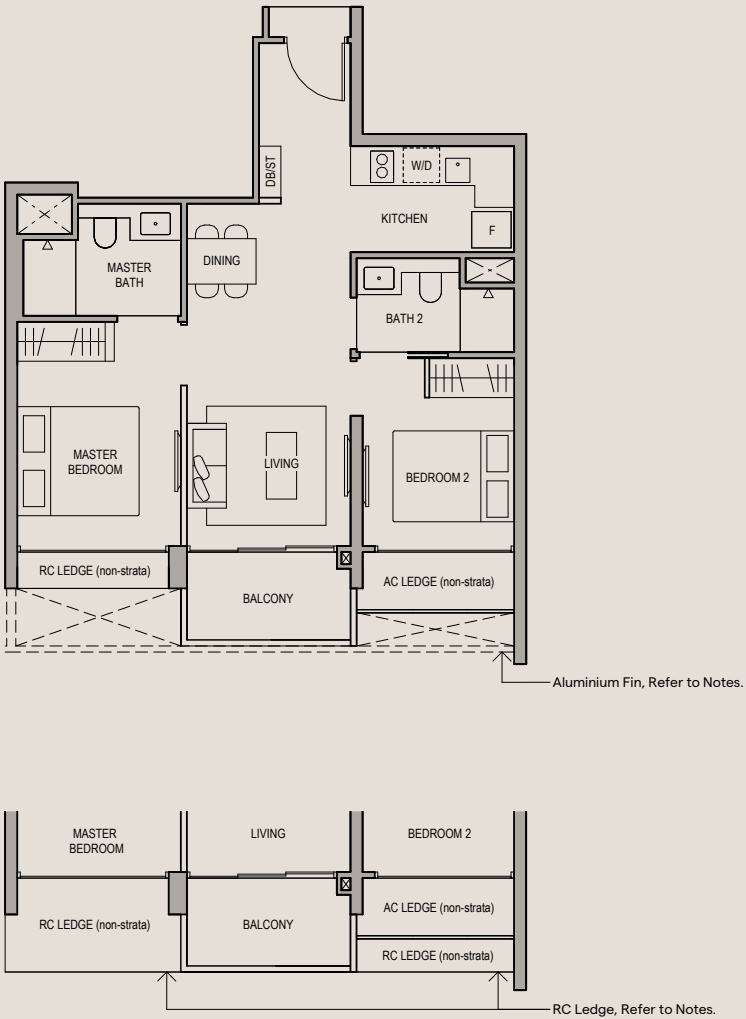 DB/ST
W/D
KITCHEN
F
DINING
MASTER
BATH
BATH 2
MASTER
BEDROOM
LIVING
BEDROOM 2
RC LEDGE (non-strata)
BALCONY
AC LEDGE (non-strata)
Aluminium Fin, Refer to Notes.
MASTER
BEDROOM
LIVING
BEDROOM 2
RC LEDGE (non-strata)
BALCONY
AC LEDGE (non-strata)
RC LEDGE (non-strata)
RC Ledge, Refer to Notes.